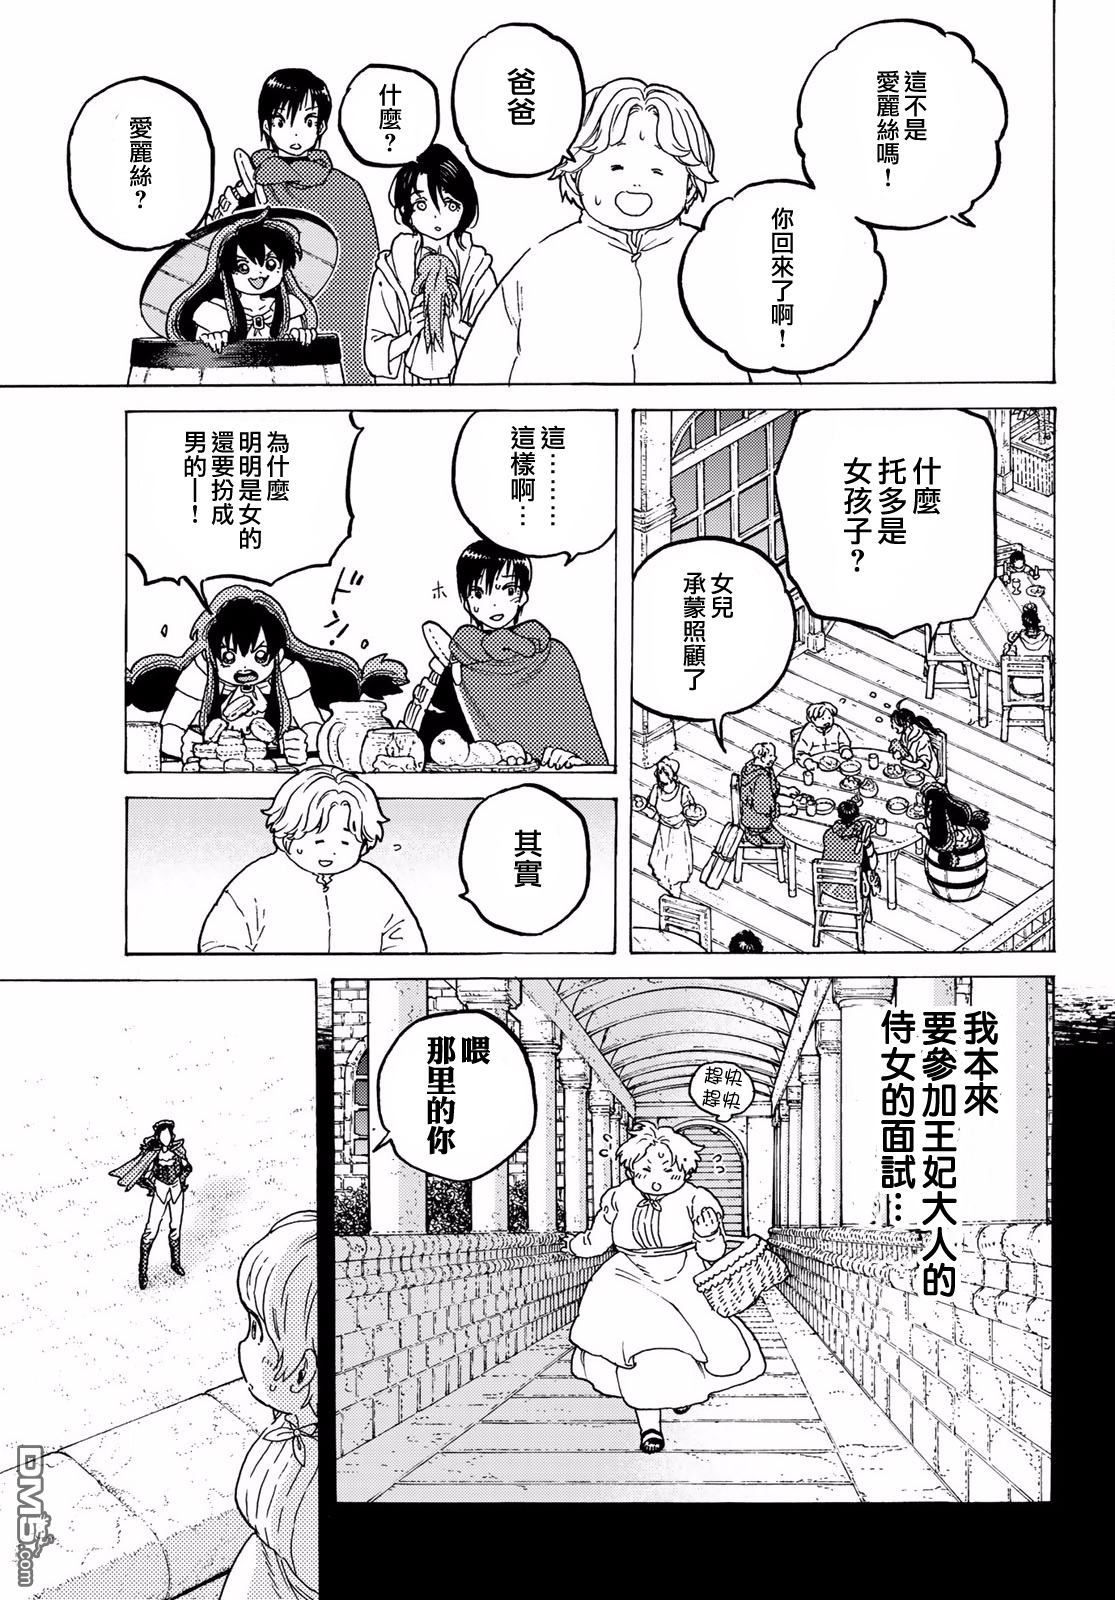 這不是
愛麗絲嗎！
你回來了啊！
爸爸
什麼？
愛麗絲？
什麼
托多是
女孩子？
女兒
承蒙照顧了
這………
這樣啊…
ホ
為什麼
明明是女的
還要扮成
男的—！
其實
我本來
要參加王妃大人的
侍女的面試…
趕快
趕快
喂
那里的你
DM5.com